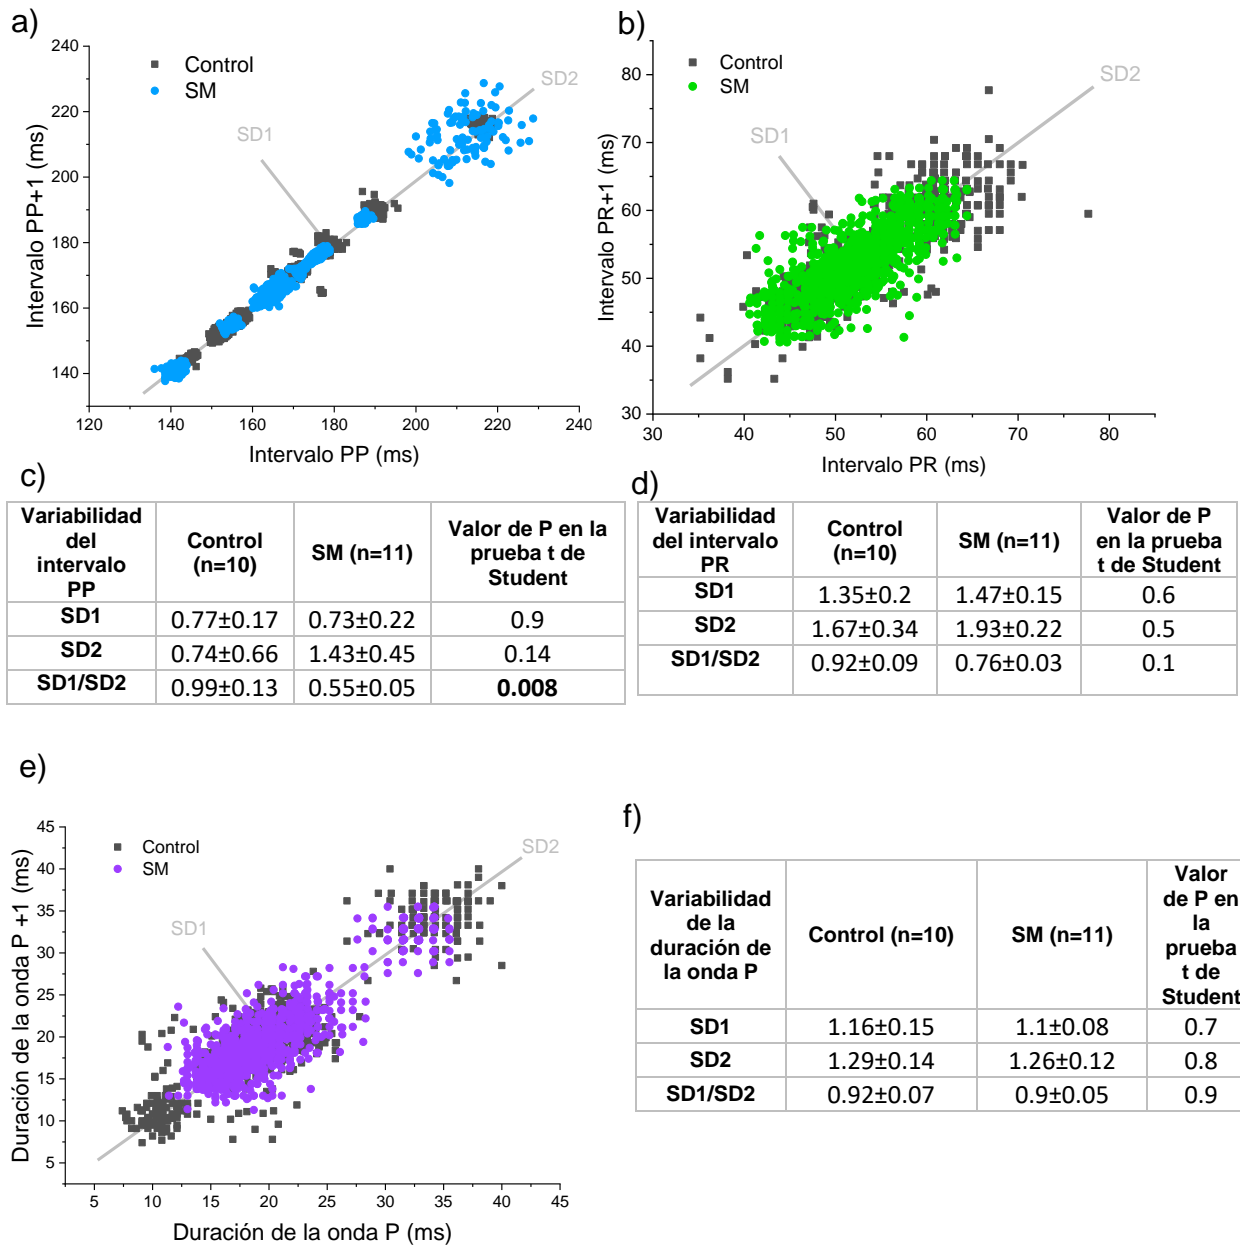 a)
240
220
200
180
160
140
120
140
160
180
200
220
240
Intervalo PP+1 (ms)
Intervalo PP (ms)
Control
SM
SD1
SD2
b)
80
70
60
50
40
30
30
40
50
60
70
80
Intervalo PR+1 (ms)
Intervalo PR (ms)
Control
SM
SD1
SD2
c)
Variabilidad
del
intervalo
PP
Control
(n=10)
SM (n=11)
Valor de P en la
prueba t de
Student
SD1 0.77±0.17 0.73±0.22 0.9
SD2 0.74±0.66 1.43±0.45 0.14
SD1/SD2 0.99±0.13 0.55±0.05 0.008
d)
Variabilidad
del intervalo
PR
Control
(n=10)
SM (n=11)
Valor de P
en la prueba
t de Student
SD1 1.35±0.2 1.47±0.15 0.6
SD2 1.67±0.34 1.93±0.22 0.5
SD1/SD2 0.92±0.09 0.76±0.03 0.1
e)
45
40
35
30
25
20
15
10
5
5
10
15
20
25
30
35
40
45
Duración de la onda P +1 (ms)
Duración de la onda P (ms)
Control
SM
SD1
SD2
f)
Variabilidad
de la
duración de
la onda P
Control (n=10)
SM (n=11)
Valor
de P en
la
prueba
t de
Student
SD1 1.16±0.15 1.1±0.08 0.7
SD2 1.29±0.14 1.26±0.12 0.8
SD1/SD2 0.92±0.07 0.9±0.05 0.9